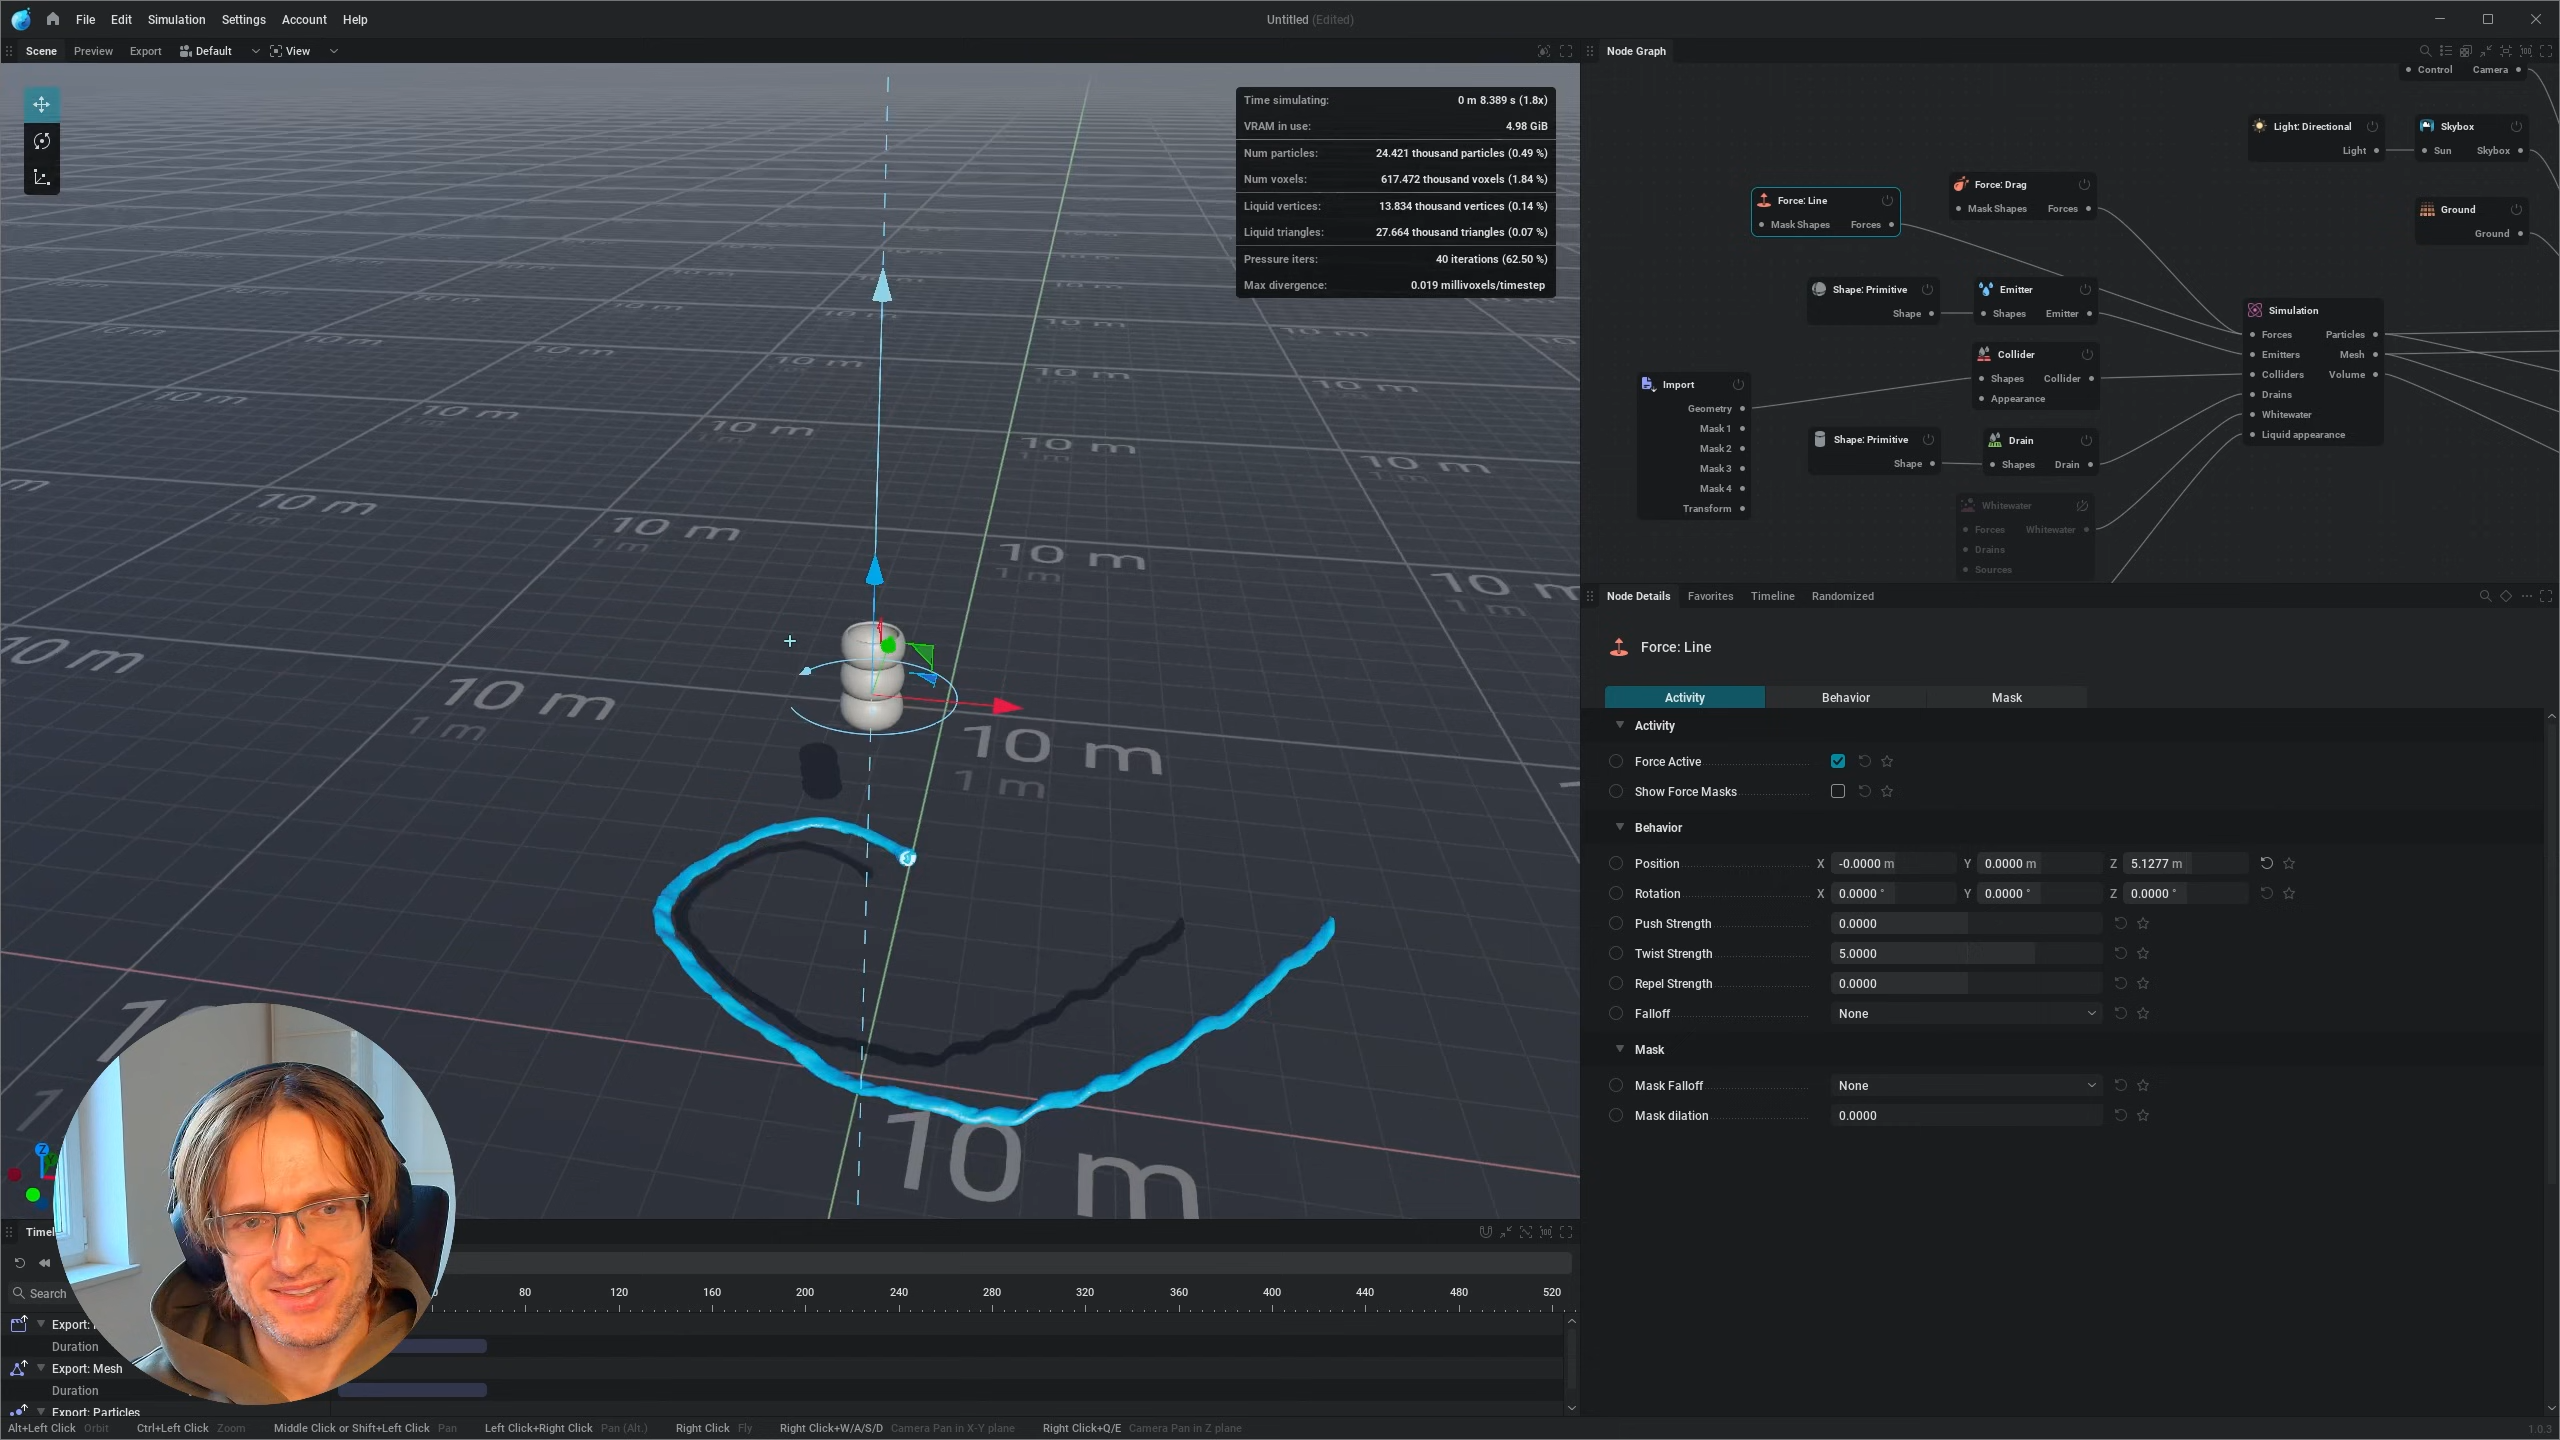 File Edit Simulation Settings Account Help
Untitled (Edited)
Scene Preview Export Default View
Node Graph
Time simulating: 0 m 8.389 s (1.8x)
VRAM in use: 4.98 GiB
Num particles: 24.421 thousand particles (0.49 %)
Num voxels: 617.472 thousand voxels (1.84 %)
Liquid vertices: 13.834 thousand vertices (0.14 %)
Liquid triangles: 27.664 thousand triangles (0.07 %)
Pressure iters: 40 iterations (62.50 %)
Max divergence: 0.019 millivoxels/timestep
10 m
1 m
10 m
1 m
10 m
1 m
10 m
1 m
10 m
Control Camera
Light: Directional
Light
Skybox
Sun Skybox
Ground
Ground
Force: Line
Mask Shapes Forces
Force: Drag
Mask Shapes Forces
Shape: Primitive
Shape
Emitter
Shapes Emitter
Collider
Shapes Collider
Appearance
Import
Geometry
Mask 1
Mask 2
Mask 3
Mask 4
Transform
Shape: Primitive
Shape
Drain
Shapes Drain
Whitewater
Forces Whitewater
Drains
Sources
Simulation
Forces Particles
Emitters Mesh
Colliders Volume
Drains
Whitewater
Liquid appearance
Node Details Favorites Timeline Randomized
Force: Line
Activity Behavior Mask
Activity
Force Active
Show Force Masks
Behavior
Position X -0.0000 m Y 0.0000 m Z 5.1277 m
Rotation X 0.0000 ° Y 0.0000 ° Z 0.0000 °
Push Strength 0.0000
Twist Strength 5.0000
Repel Strength 0.0000
Falloff None
Mask
Mask Falloff None
Mask dilation 0.0000
Search
80 120 160 200 240 280 320 360 400 440 480 520
Export:
Duration
Export: Mesh
Duration
Export: Particles
Alt+Left Click Orbit Ctrl+Left Click Zoom Middle Click or Shift+Left Click Pan Left Click+Right Click Pan (Alt.) Right Click Fly Right Click+W/A/S/D Camera Pan in X-Y plane Right Click+Q/E Camera Pan in Z plane
1.0.3